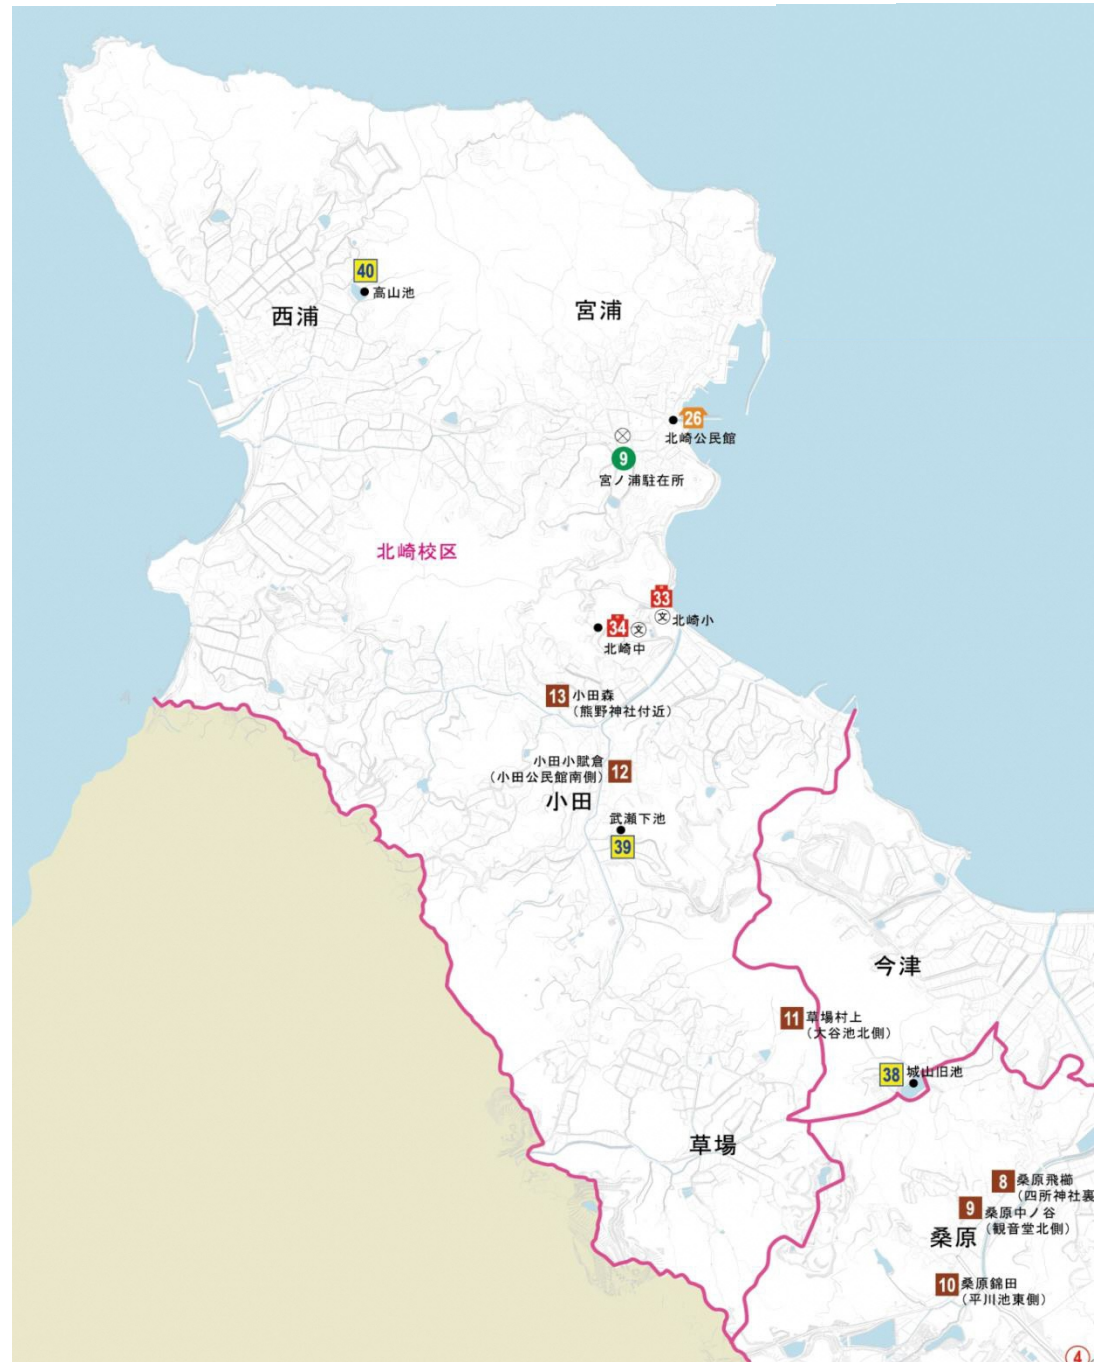 40
高山池
西浦
宮浦
26
北崎公民館
9
宮ノ浦駐在所
北崎校区
33
文
北崎小
34
文
北崎中
13
小田森
（熊野神社付近）
小田小賦倉
（小田公民館南側）
12
小田
武瀬下池
39
今津
11
草場村上
（大谷池北側）
38
城山旧池
草場
8
桑原飛櫛
（四所神社裏
9
桑原中ノ谷
（観音堂北側）
桑原
10
桑原錦田
（平川池東側）
4